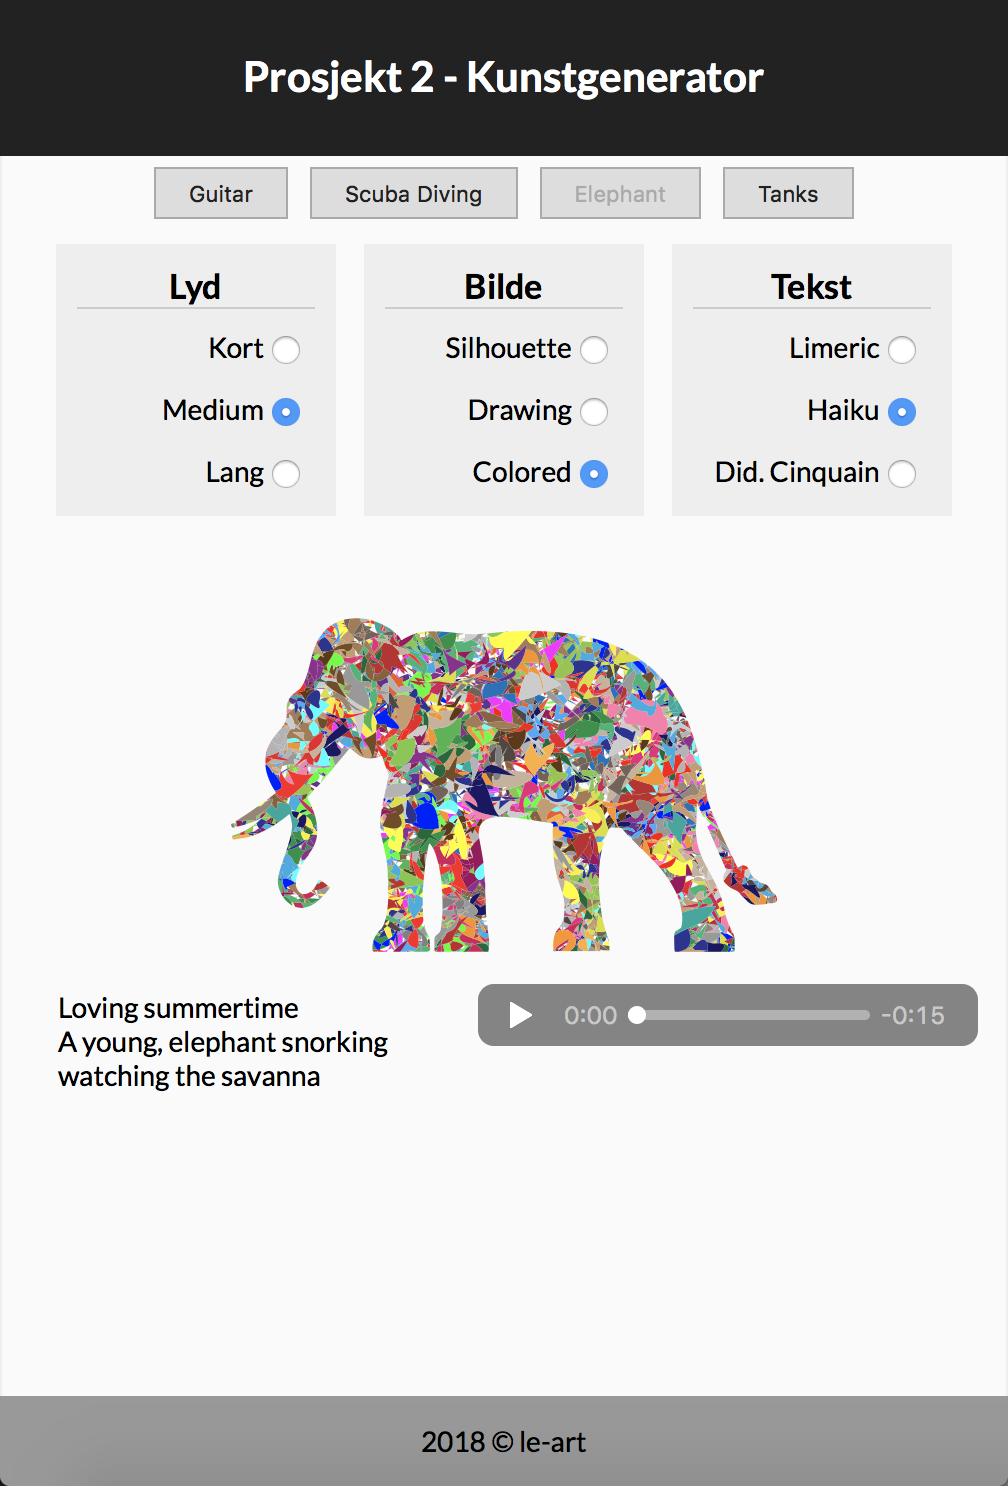 Prosjekt 2 - Kunstgenerator
Guitar
Scuba Diving
Elephant
Tanks
Lyd
Kort
Medium
Lang
Bilde
Silhouette
Drawing
Colored
Tekst
Limeric
Haiku
Did. Cinquain
Loving summertime
A young, elephant snorking
watching the savanna
0:00
-0:15
2018 © le-art